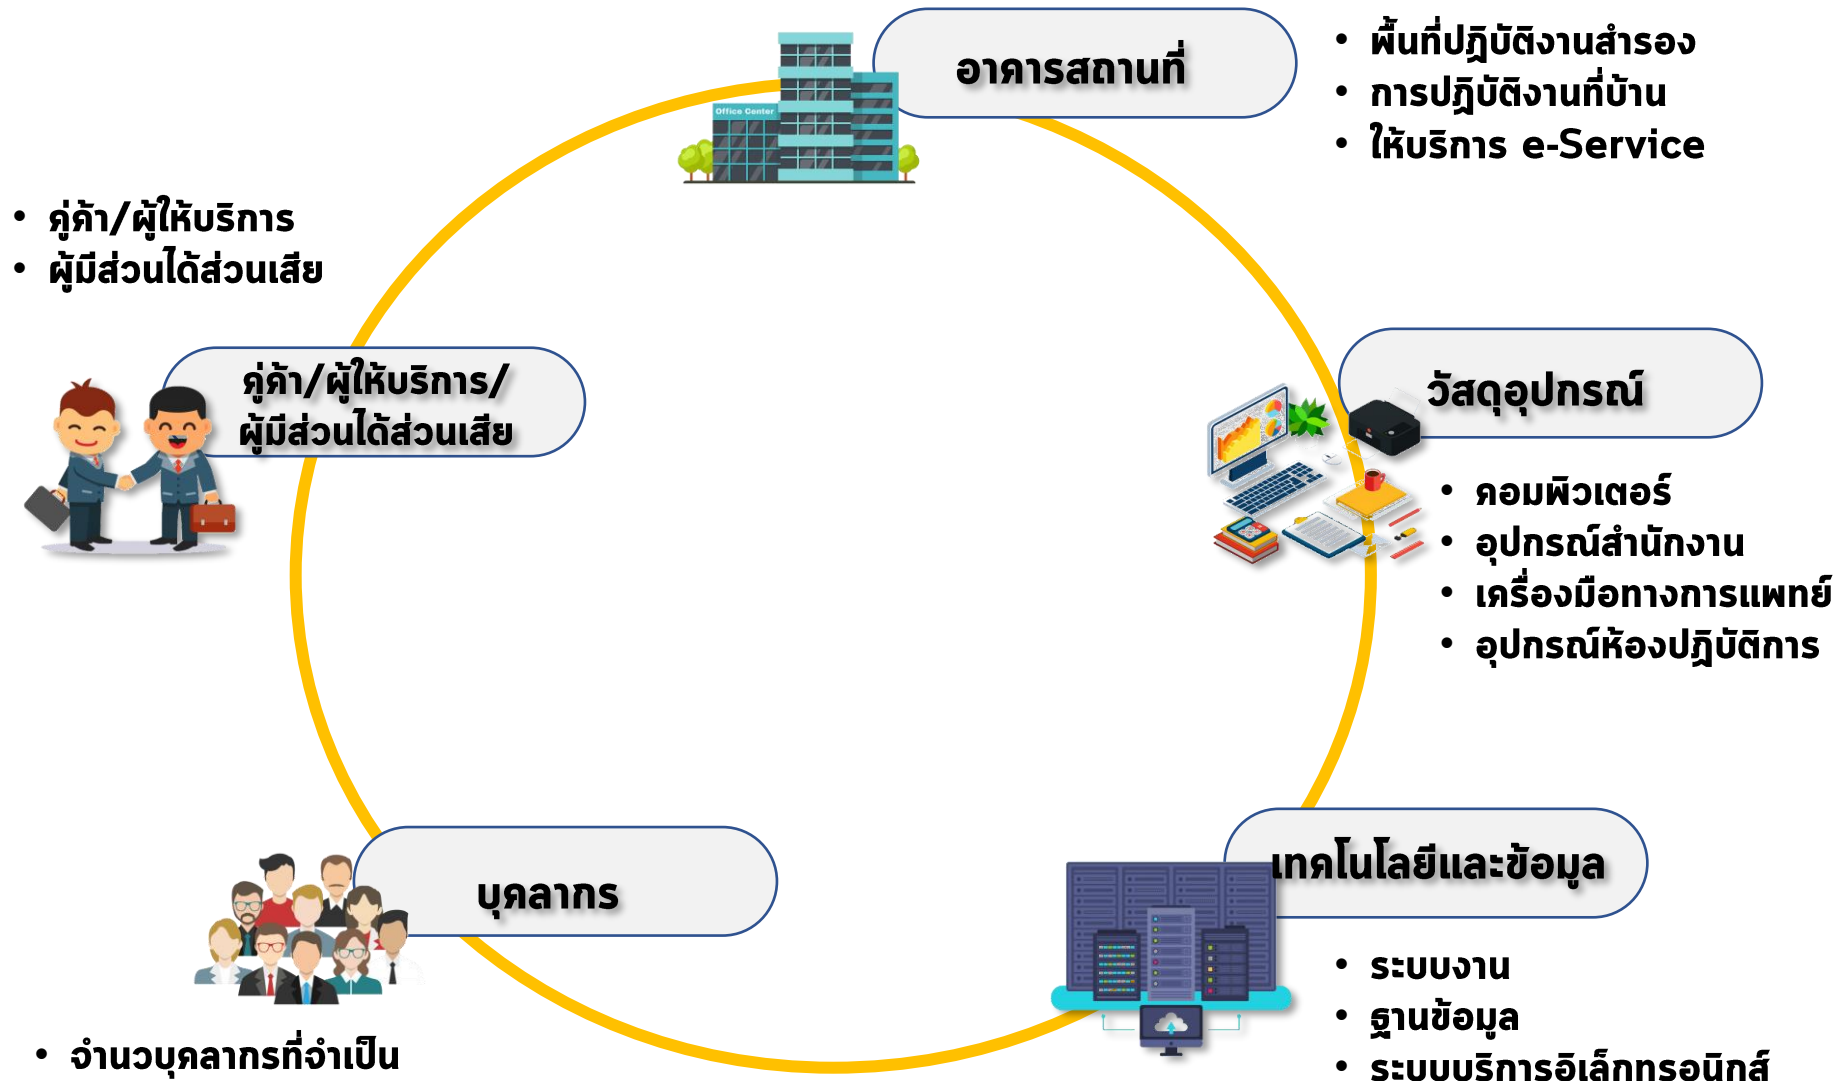 อาคารสถานที่
• พื้นที่ปฏิบัติงานสำรอง
• การปฏิบัติงานที่บ้าน
• ให้บริการ e-Service
Office Center
• คู่ค้า/ผู้ให้บริการ
• ผู้มีส่วนได้ส่วนเสีย
คู่ค้า/ผู้ให้บริการ/
ผู้มีส่วนได้ส่วนเสีย
วัสดุอุปกรณ์
• คอมพิวเตอร์
• อุปกรณ์สำนักงาน
• เครื่องมือทางการแพทย์
• อุปกรณ์ห้องปฏิบัติการ
เทคโนโลยีและข้อมูล
• ระบบงาน
• ฐานข้อมูล
• ระบบบริการอิเล็กทรอนิกส์
บุคลากร
• จำนวบุคลากรที่จำเป็น